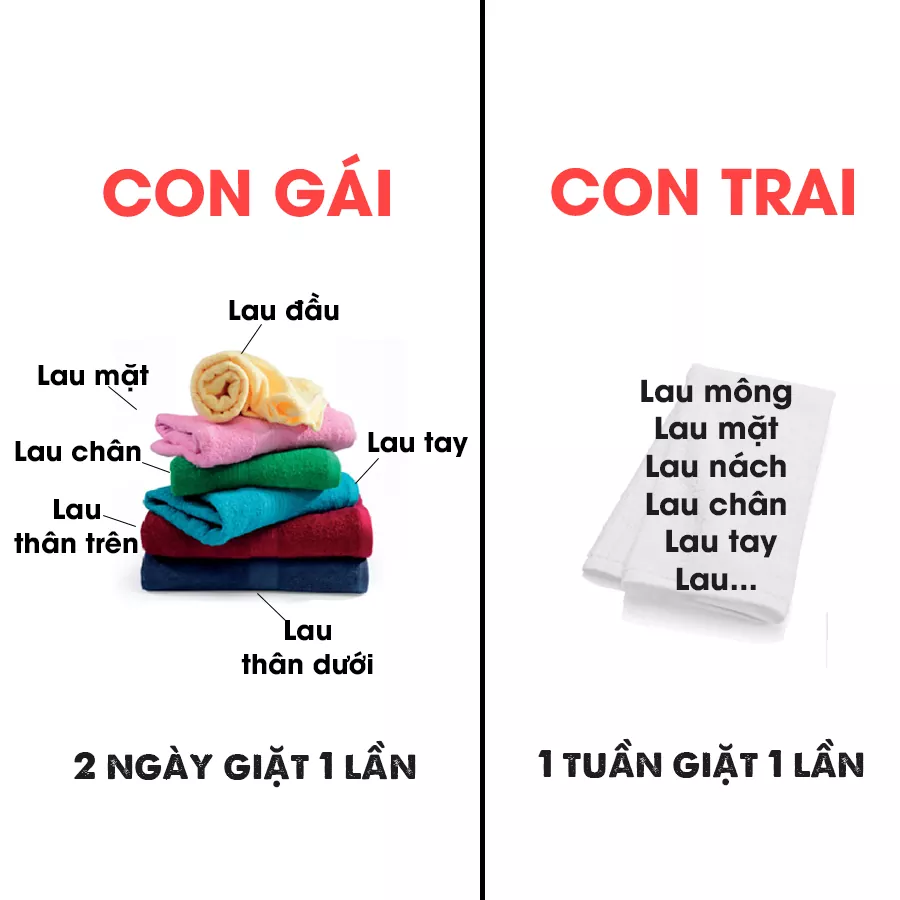 CON GÁI
Lau đầu
Lau mặt
Lau chân
Lau tay
Lau
thân trên
Lau
thân dưới
2 NGÀY GIẶT 1 LẦN
CON TRAI
Lau mông
Lau mặt
Lau nách
Lau chân
Lau tay
Lau...
1 TUẦN GIẶT 1 LẦN